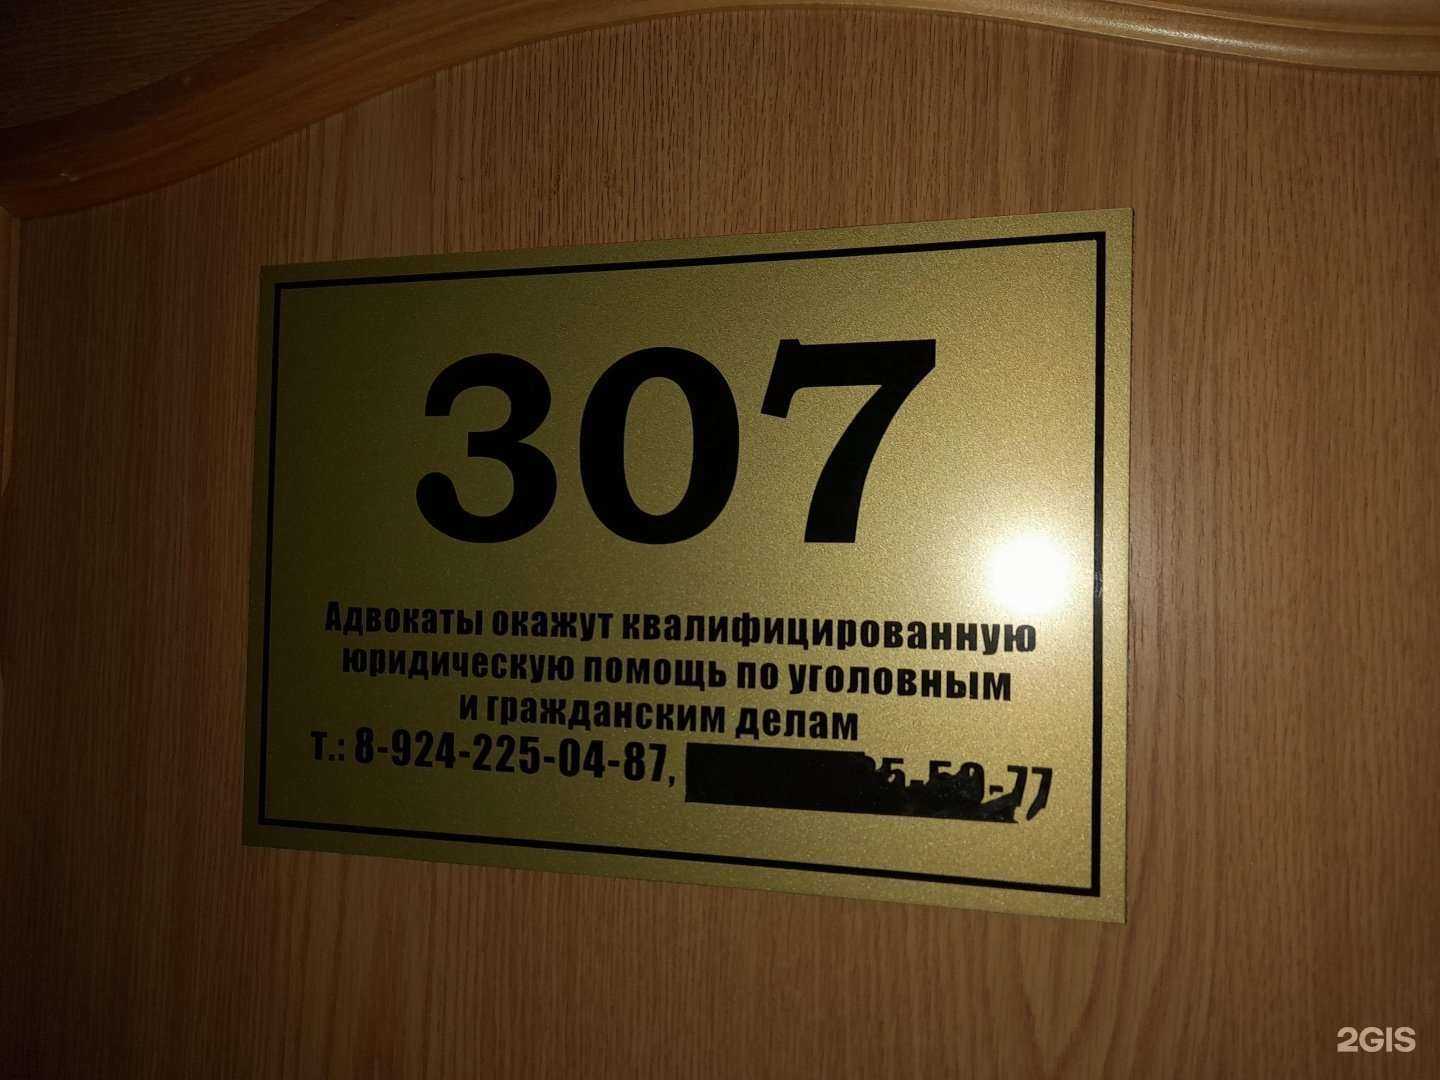 307
Адвокаты окажут квалифицированную
юридическую помощь по уголовным
и гражданским делам
т.: 8-924-225-04-87,
2GIS